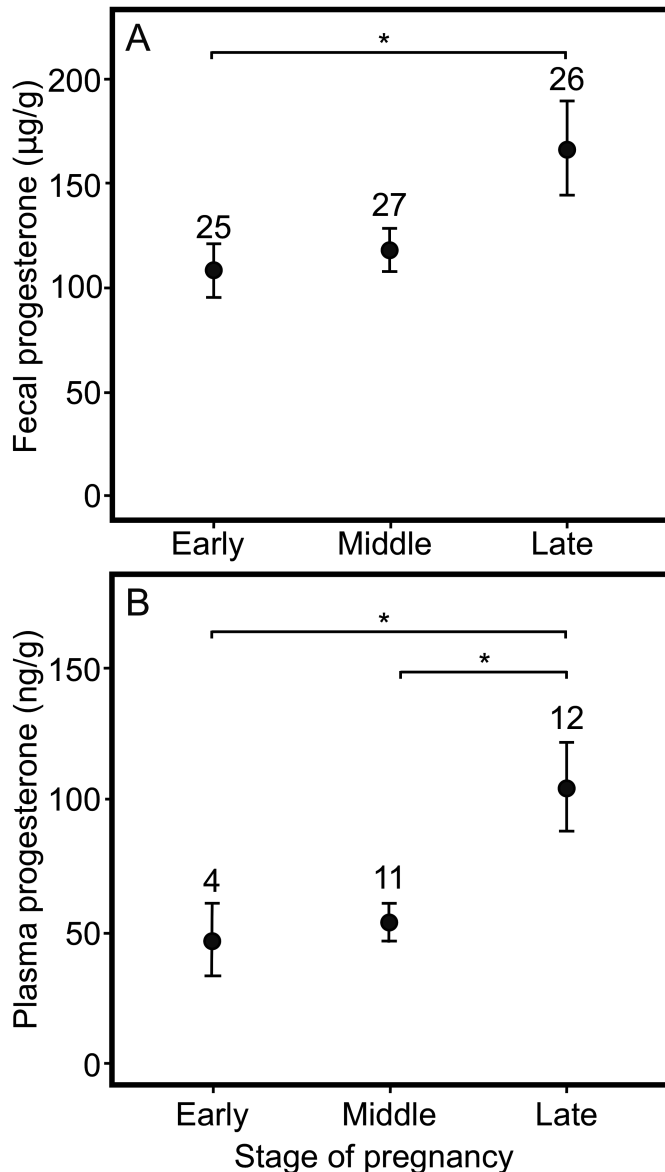 A
*
Fecal progesterone (µg/g)
200
150
100
50
0
25
27
26
Early Middle Late
B
*
*
Plasma progesterone (ng/g)
150
100
50
0
4
11
12
Early Middle Late
Stage of pregnancy